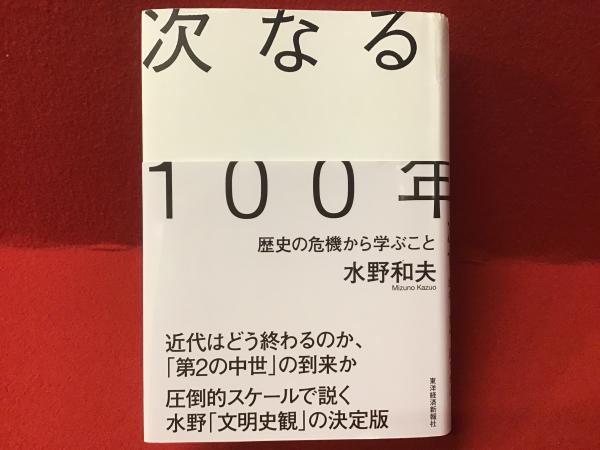 次なる
100年
歴史の危機から学ぶこと
水野和夫
Mizuno Kazuo
近代はどう終わるのか、
「第2の中世」の到来か
圧倒的スケールで説く
水野「文明史観」の決定版
東洋経済新報社